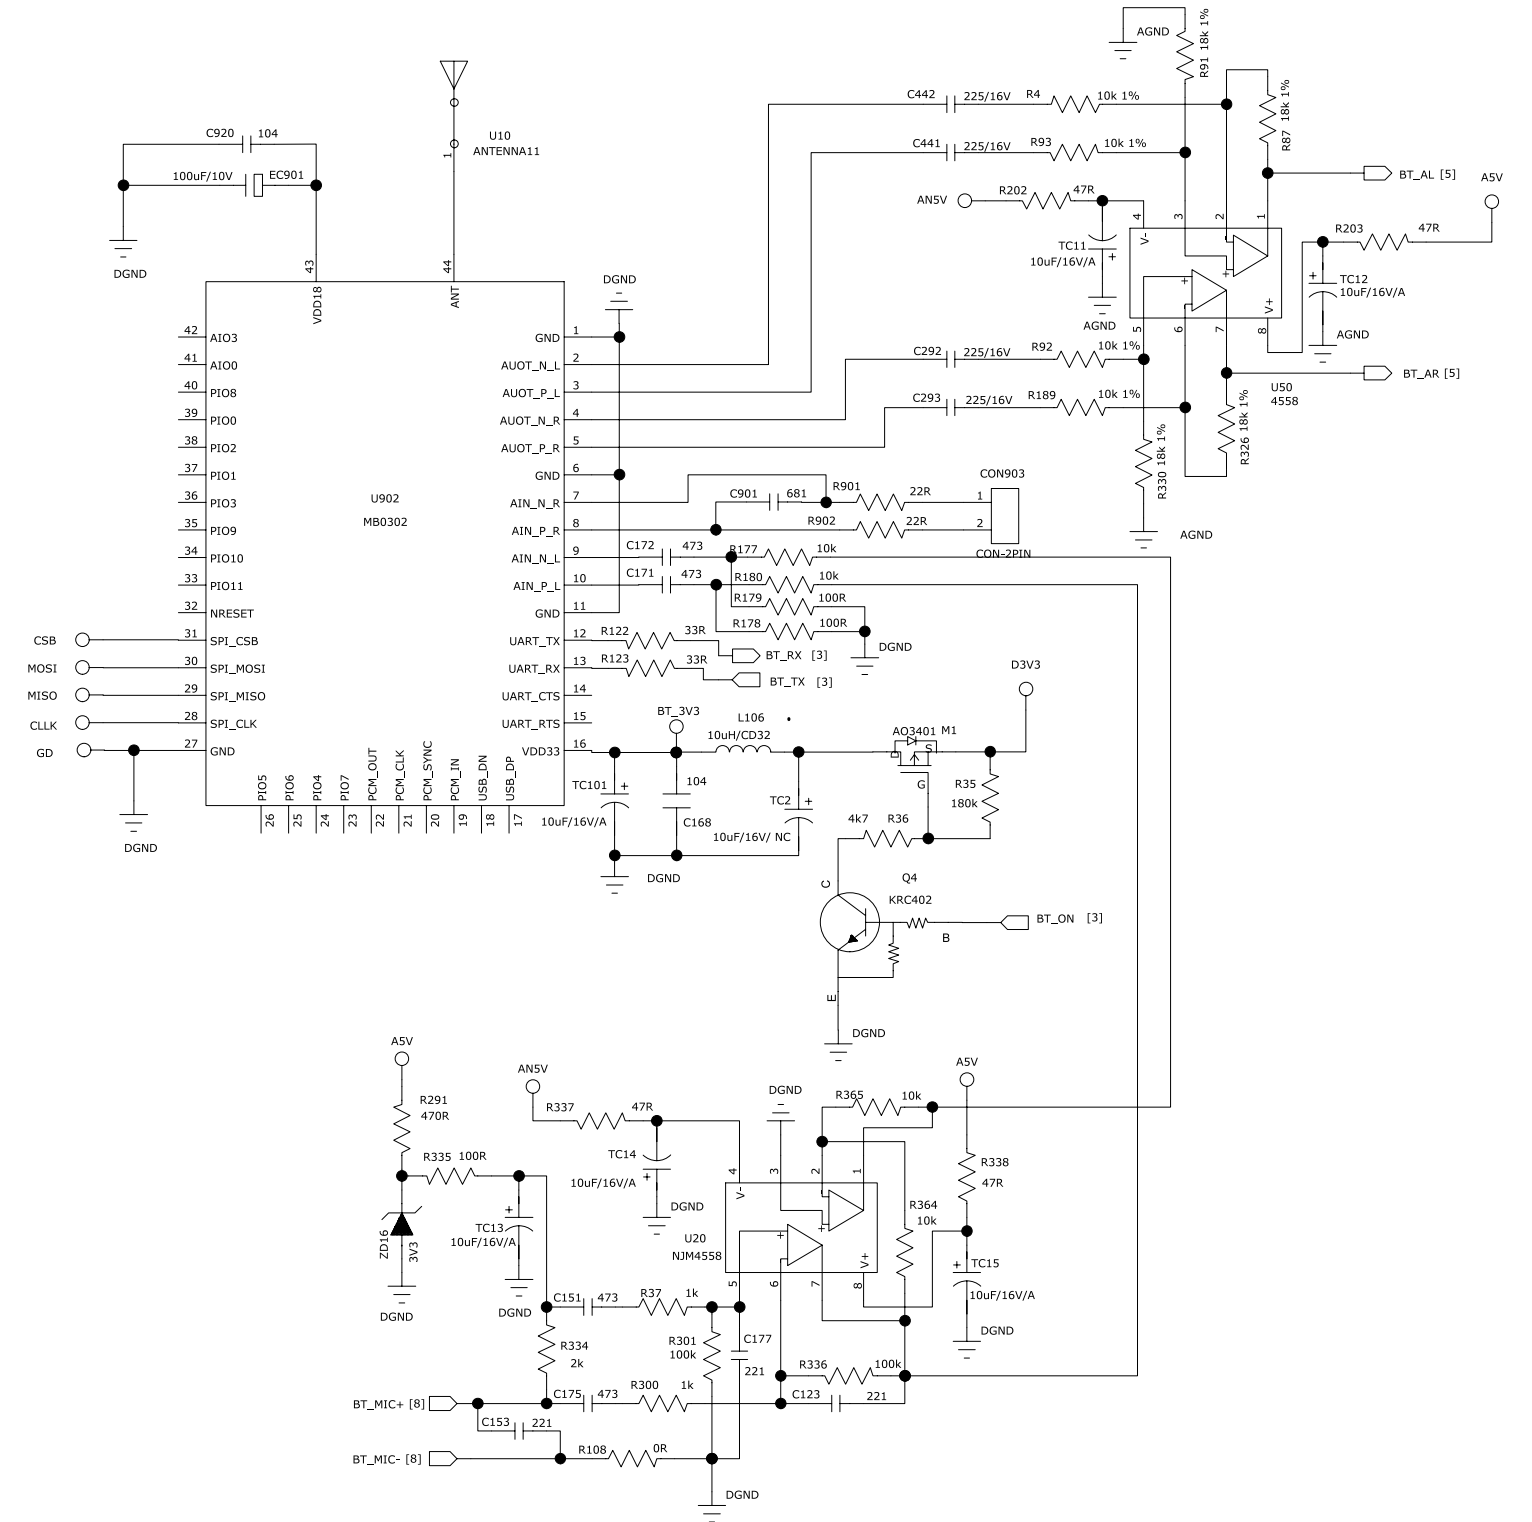 AGND
R91 18k 1%
C442 225/16V R4 10k 1%
R87 18k 1%
U10
ANTENNA11
1
C920 104
C441 225/16V R93 10k 1%
BT_AL [5]
A5V
100uF/10V EC901
AN5V R202 47R
4 3 2 1
R203 47R
V-
TC11
10uF/16V/A
+
+
+
TC12
+
10uF/16V/A
V+
DGND
43
44
DGND
VDD18
ANT
AGND
5 6 7 8
AGND
42 AIO3
GND 1
41 AIO0
AUOT_N_L 2
C292 225/16V R92 10k 1%
BT_AR [5]
40 PIO8
AUOT_P_L 3
U50
4558
39 PIO0
AUOT_N_R 4
C293 225/16V R189 10k 1%
38 PIO2
AUOT_P_R 5
R330 18k 1%
R326 18k 1%
37 PIO1
GND 6
CON903
36 PIO3
U902
AIN_N_R 7
C901 681 R901 22R 1
MB0302
35 PIO9
AIN_P_R 8
R902 22R 2
AGND
34 PIO10
AIN_N_L 9
C172 473 R177 10k
CON-2PIN
33 PIO11
AIN_P_L 10
C171 473 R180 10k
R179 100R
32 NRESET
GND 11
R178 100R
DGND
CSB 31 SPI_CSB
UART_TX 12
R122 33R
BT_RX [3]
MOSI 30 SPI_MOSI
UART_RX 13
R123 33R
BT_TX [3]
D3V3
MISO 29 SPI_MISO
UART_CTS 14
CLLK 28 SPI_CLK
UART_RTS 15
BT_3V3
L106
10uH/CD32
AO3401 M1
GD 27 GND
VDD33 16
S
G
PIO5 PIO6 PIO4 PIO7 PCM_OUT PCM_CLK PCM_SYNC PCM_IN USB_DN USB_DP
26 25 24 23 22 21 20 19 18 17
TC101
+
104
R35
180k
TC2
+
10uF/16V/A
C168
10uF/16V/ NC
4k7 R36
DGND
DGND
C
Q4
KRC402
BT_ON [3]
B
E
DGND
A5V
AN5V
A5V
DGND
R365 10k
R291
470R
R337 47R
TC14
+
10uF/16V/A
4 3 2 1
V-
R335 100R
R338
47R
DGND
R364
10k
ZD16
3V3
+
TC13
10uF/16V/A
U20
NJM4558
+
+
V+
+
TC15
10uF/16V/A
5 6 7 8
DGND
DGND
C151 473 R37 1k
DGND
R334
2k
R301
100k
C177
221
R336 100k
C175 473 R300 1k
C123 221
BT_MIC+ [8]
C153 221
BT_MIC- [8]
R108 0R
DGND